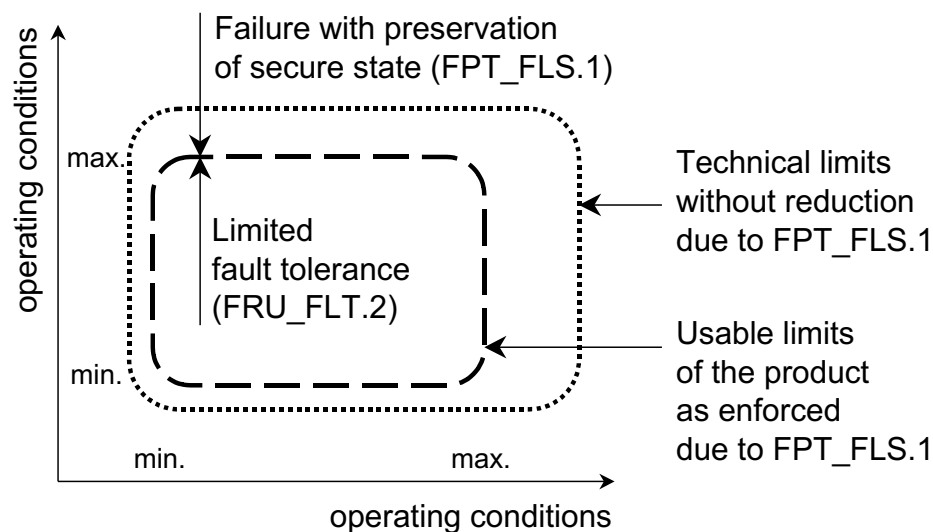 operating conditions
Failure with preservation
of secure state (FPT_FLS.1)
max.
Limited
fault tolerance
(FRU_FLT.2)
min.
Technical limits
without reduction
due to FPT_FLS.1
Usable limits
of the product
as enforced
due to FPT_FLS.1
min.
max.
operating conditions